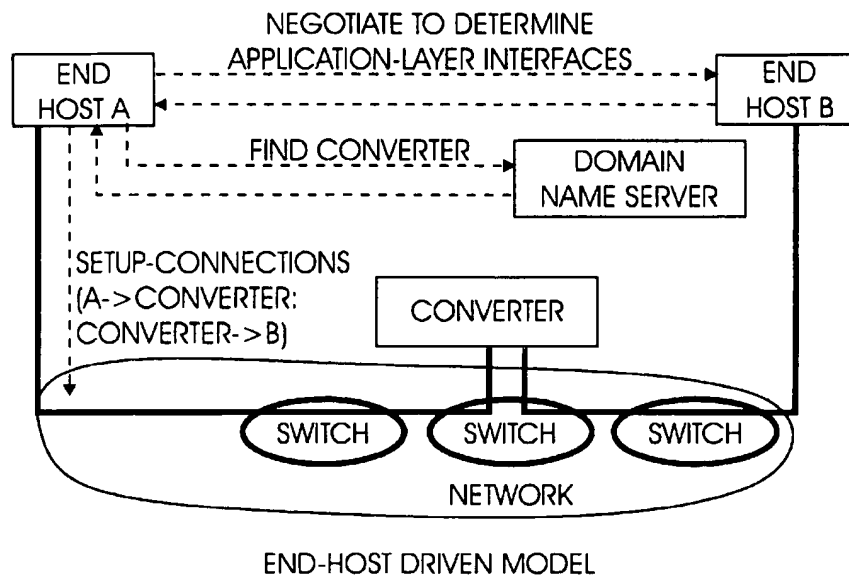 NEGOTIATE TO DETERMINE
APPLICATION-LAYER INTERFACES
END
HOST A
END
HOST B
FIND CONVERTER
DOMAIN
NAME SERVER
SETUP-CONNECTIONS
(A->CONVERTER:
CONVERTER->B)
CONVERTER
SWITCH
SWITCH
SWITCH
NETWORK
END-HOST DRIVEN MODEL